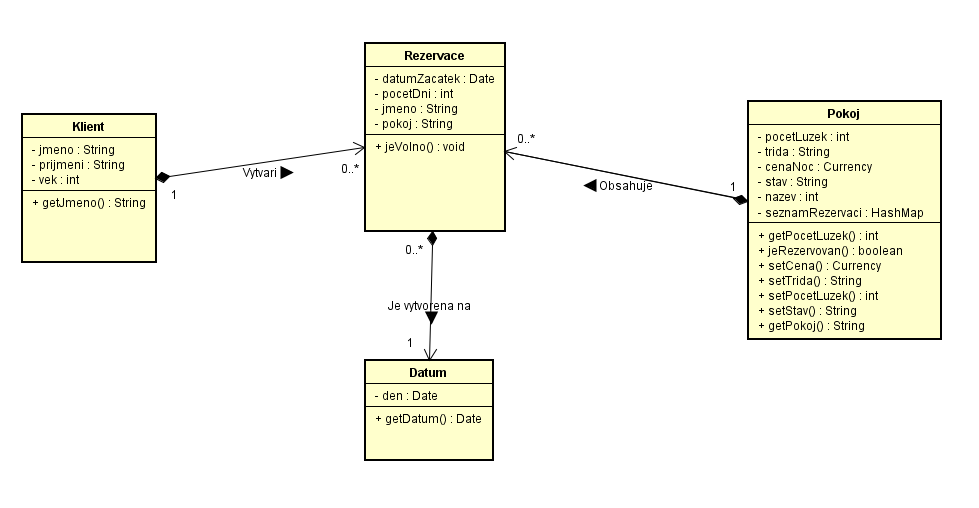 Rezervace
- datumZacatek : Date
- pocetDni : int
- jmeno : String
- pokoj : String
+ jeVolno() : void
Klient
- jmeno : String
- prijmeni : String
- vek : int
+ getJmeno() : String
1
Vytvari
0..*
0..*
Obsahuje
1
Pokoj
- pocetLuzek : int
- trida : String
- cenaNoc : Currency
- stav : String
- nazev : int
- seznamRezervaci : HashMap
+ getPocetLuzek() : int
+ jeRezervovan() : boolean
+ setCena() : Currency
+ setTrida() : String
+ setPocetLuzek() : int
+ setStav() : String
+ getPokoj() : String
0..*
Je vytvorena na
1
Datum
- den : Date
+ getDatum() : Date